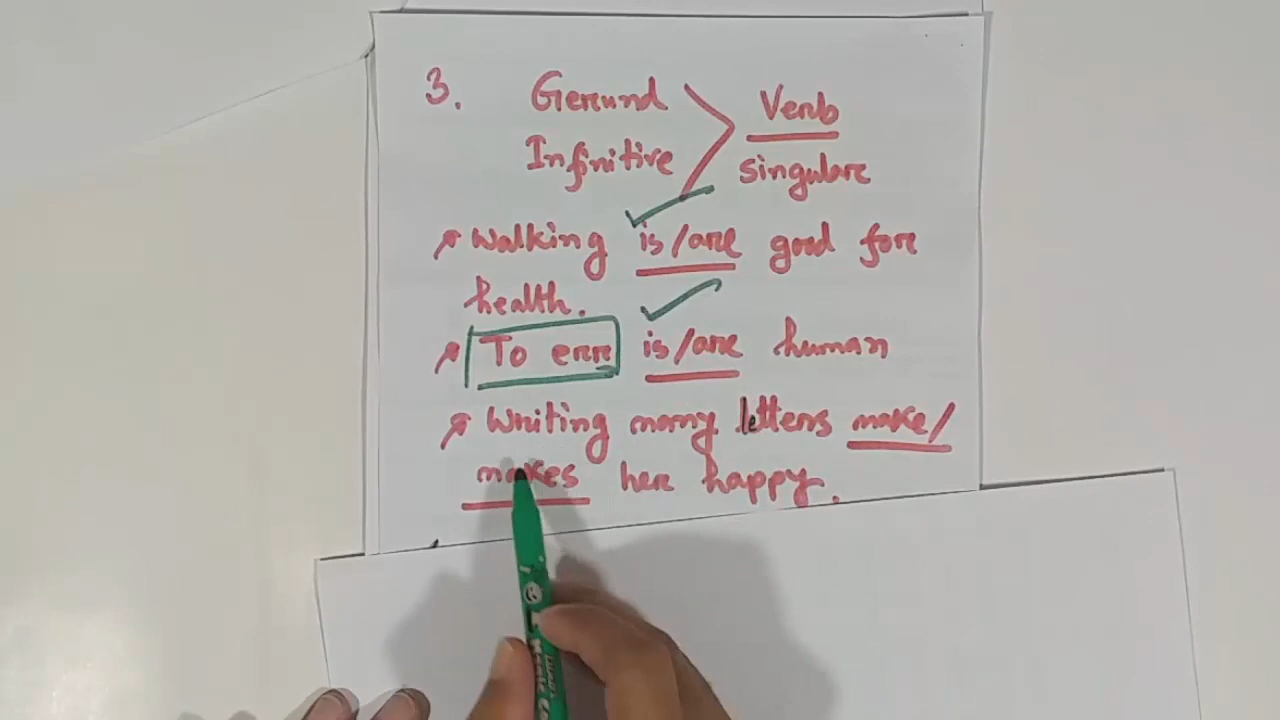 3. Gerund Verb
Infinitive singular
Walking is/are good for
health.
To err is/are human
Writing many letters make/
makes her happy.